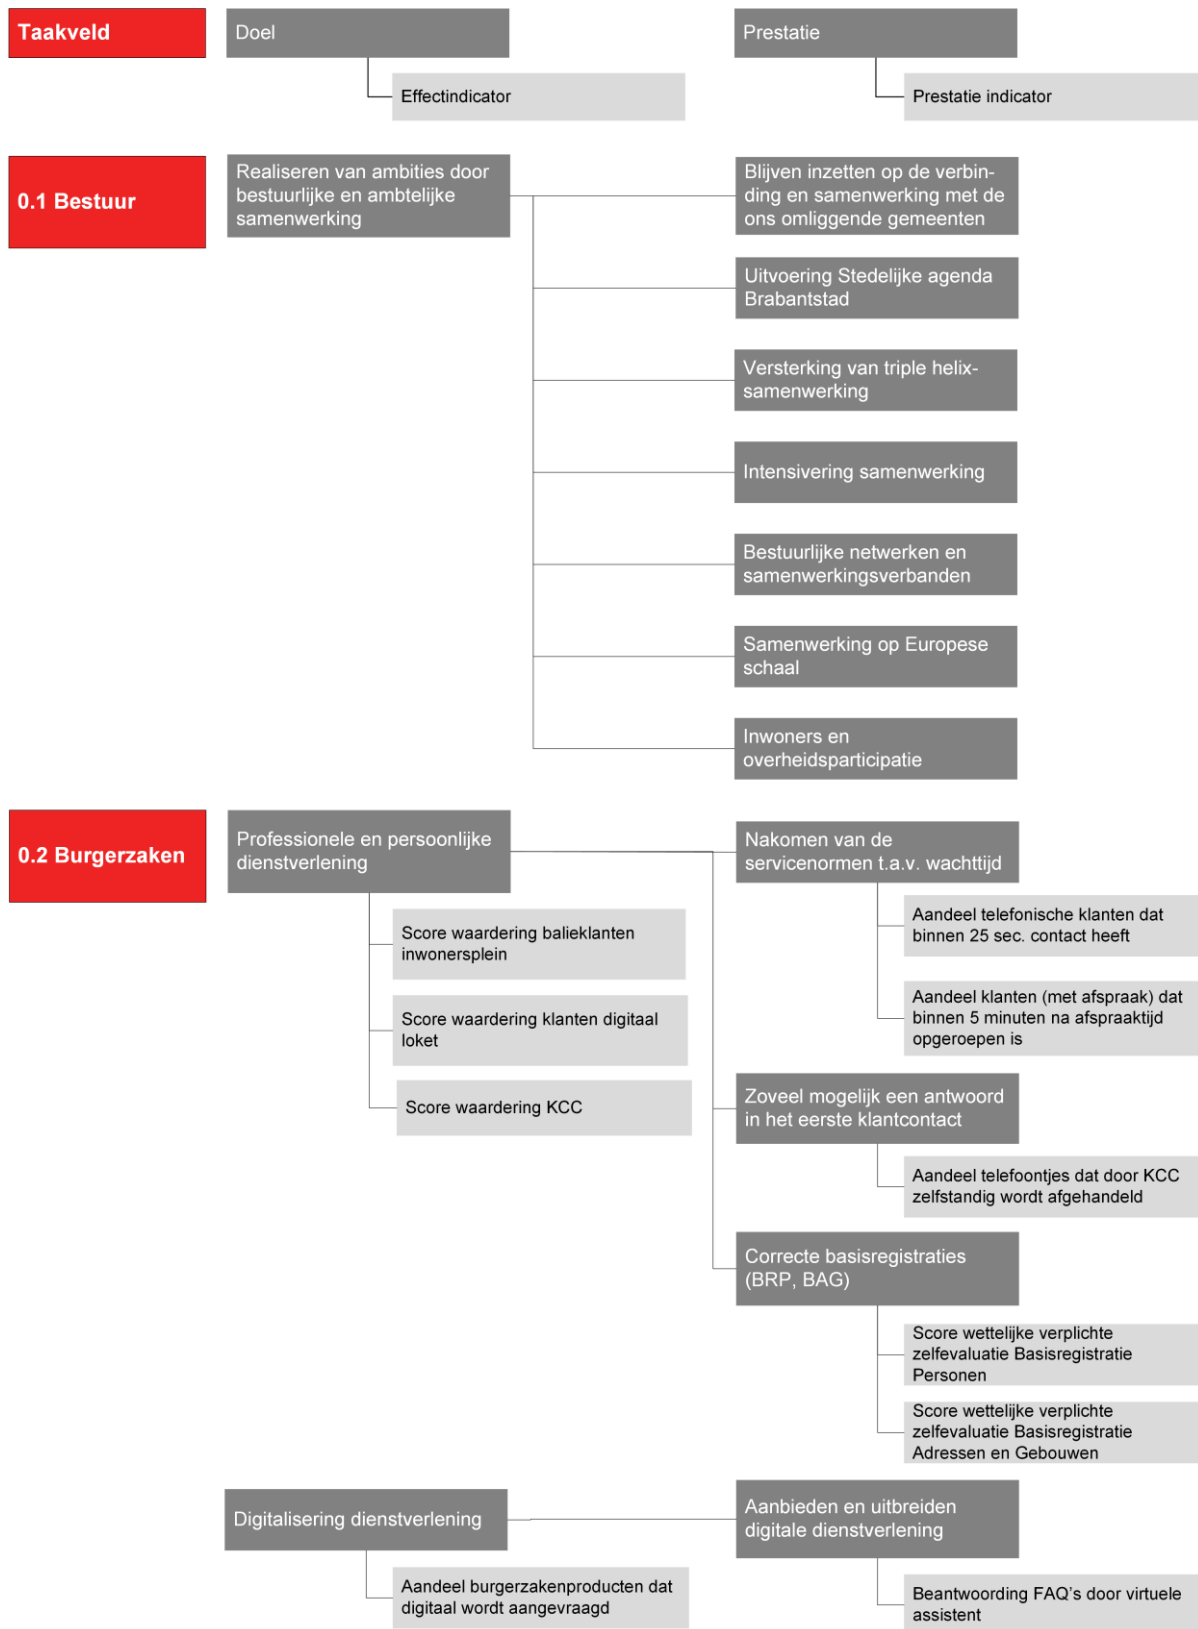 Taakveld
Doel
Prestatie
Effectindicator
Prestatie indicator
0.1 Bestuur
Realiseren van ambities door
bestuurlijke en ambtelijke
samenwerking
Blijven inzetten op de verbin-
ding en samenwerking met de
ons omliggende gemeenten
Uitvoering Stedelijke agenda
Brabantstad
Versterking van triple helix-
samenwerking
Intensivering samenwerking
Bestuurlijke netwerken en
samenwerkingsverbanden
Samenwerking op Europese
schaal
Inwoners en
overheidsparticipatie
0.2 Burgerzaken
Professionele en persoonlijke
dienstverlening
Score waardering balieklanten
inwonersplein
Score waardering klanten digitaal
loket
Score waardering KCC
Nakomen van de
servicenormen t.a.v. wachttijd
Aandeel telefonische klanten dat
binnen 25 sec. contact heeft
Aandeel klanten (met afspraak) dat
binnen 5 minuten na afspraaktijd
opgeroepen is
Zoveel mogelijk een antwoord
in het eerste klantcontact
Aandeel telefoontjes dat door KCC
zelfstandig wordt afgehandeld
Correcte basisregistraties
(BRP, BAG)
Score wettelijke verplichte
zelfevaluatie Basisregistratie
Personen
Score wettelijke verplichte
zelfevaluatie Basisregistratie
Adressen en Gebouwen
Digitalisering dienstverlening
Aandeel burgerzakenproducten dat
digitaal wordt aangevraagd
Aanbieden en uitbreiden
digitale dienstverlening
Beantwoording FAQ's door virtuele
assistent